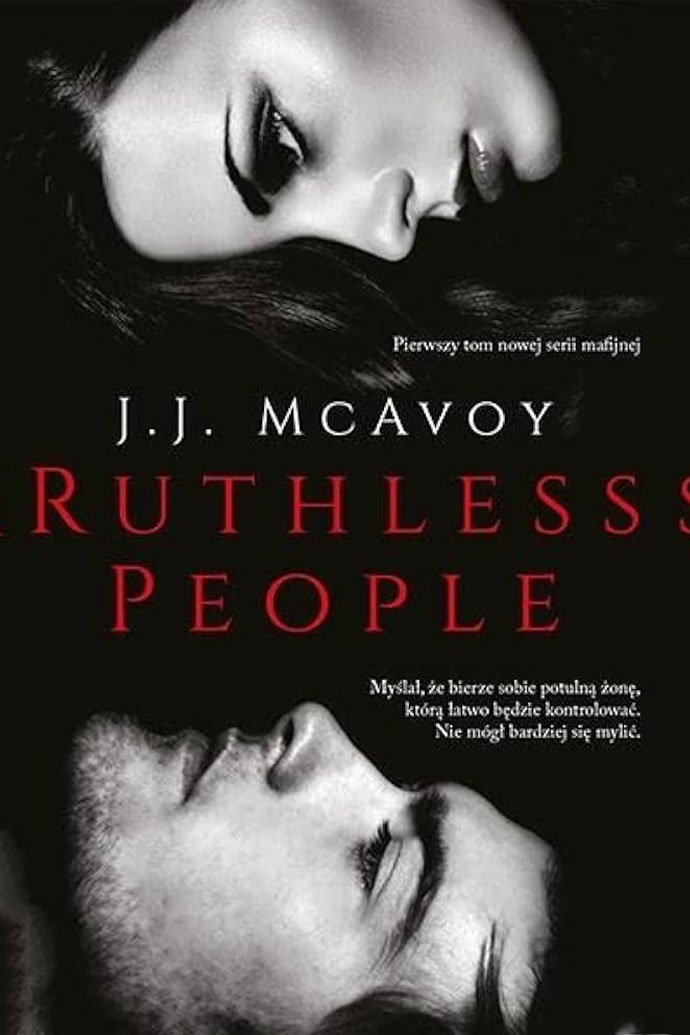 Pierwszy tom nowej serii mafijnej
J.J. McAvoy
RUTHLESSS
PEOPLE
Myślał, że bierze sobie potulną żonę,
którą łatwo będzie kontrolować.
Nie mógł bardziej się mylić.